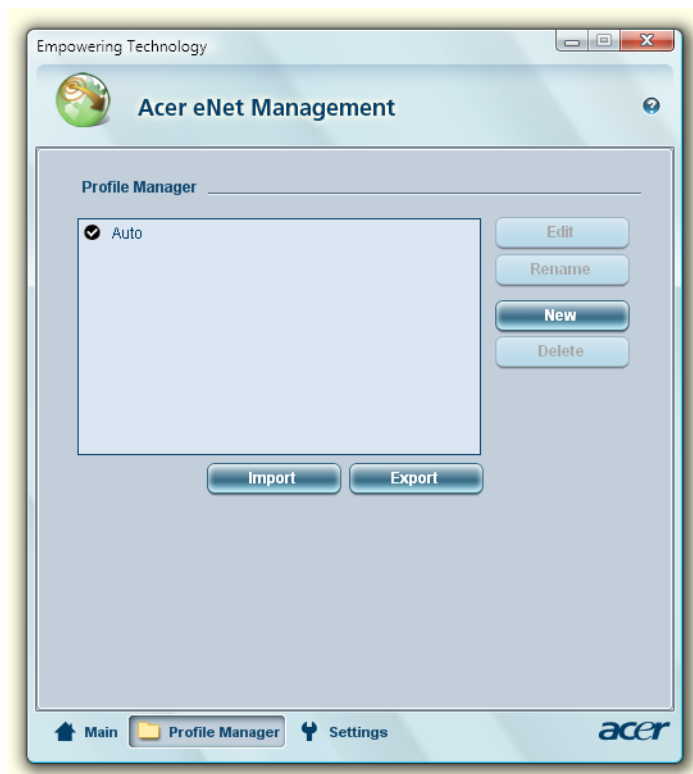 Empowering Technology
Acer eNet Management
Profile Manager
Auto
Edit
Rename
New
Delete
Import Export
Main Profile Manager Settings acer